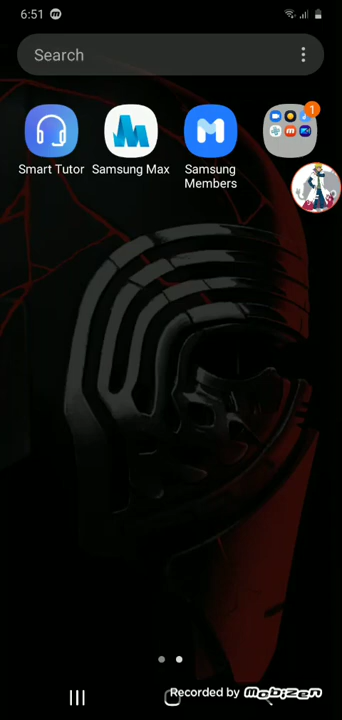 6:51
Search
1
Smart Tutor
Samsung Max
Samsung
Members
Recorded by Mobizen